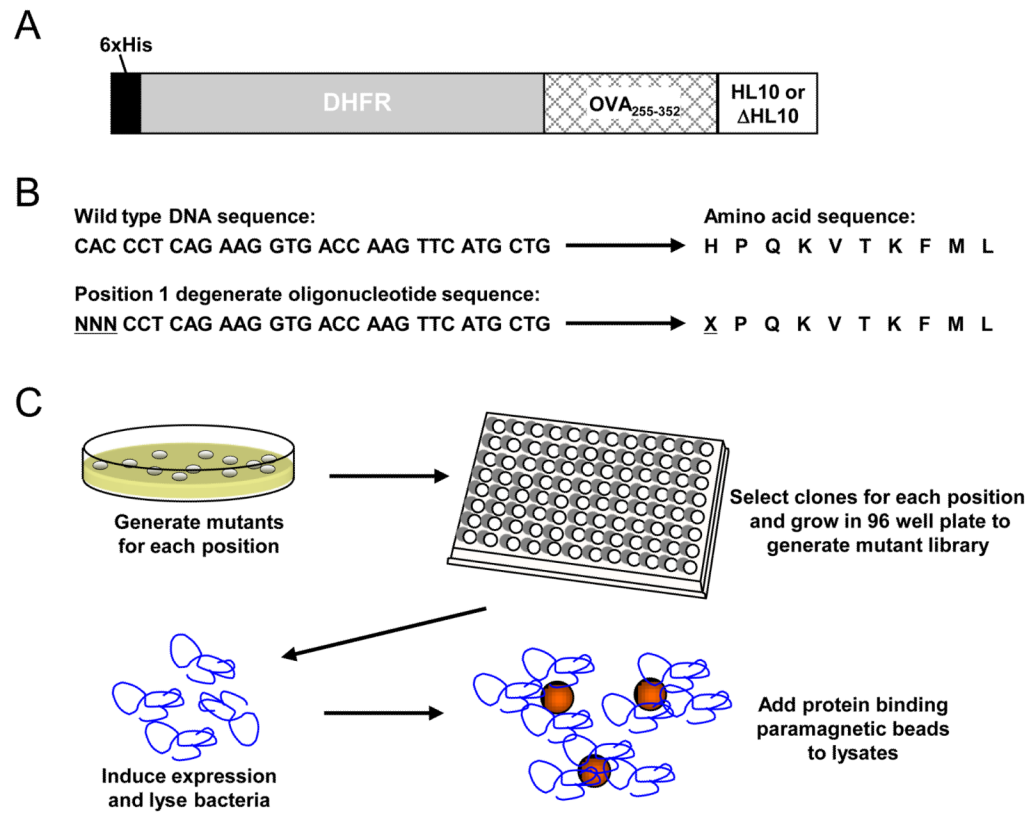 A
6xHis
DHFR
OVA255-352
HL10 or
ΔHL10
B
Wild type DNA sequence:
Amino acid sequence:
CAC CCT CAG AAG GTG ACC AAG TTC ATG CTG
H P Q K V T K F M L
Position 1 degenerate oligonucleotide sequence:
NNN CCT CAG AAG GTG ACC AAG TTC ATG CTG
X P Q K V T K F M L
C
Generate mutants
for each position
Select clones for each position
and grow in 96 well plate to
generate mutant library
Induce expression
and lyse bacteria
Add protein binding
paramagnetic beads
to lysates